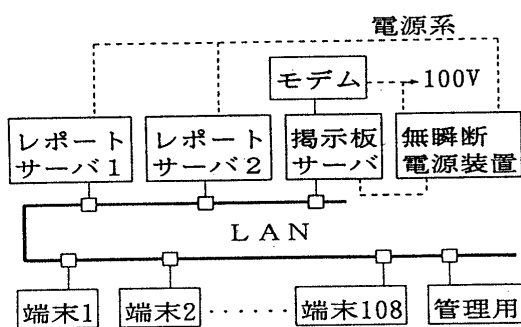 電源系
モデム
100V
レポート
サーバ1
レポート
サーバ2
掲示板
サーバ
無瞬断
電源装置
LAN
端末1
端末2
······
端末108
管理用